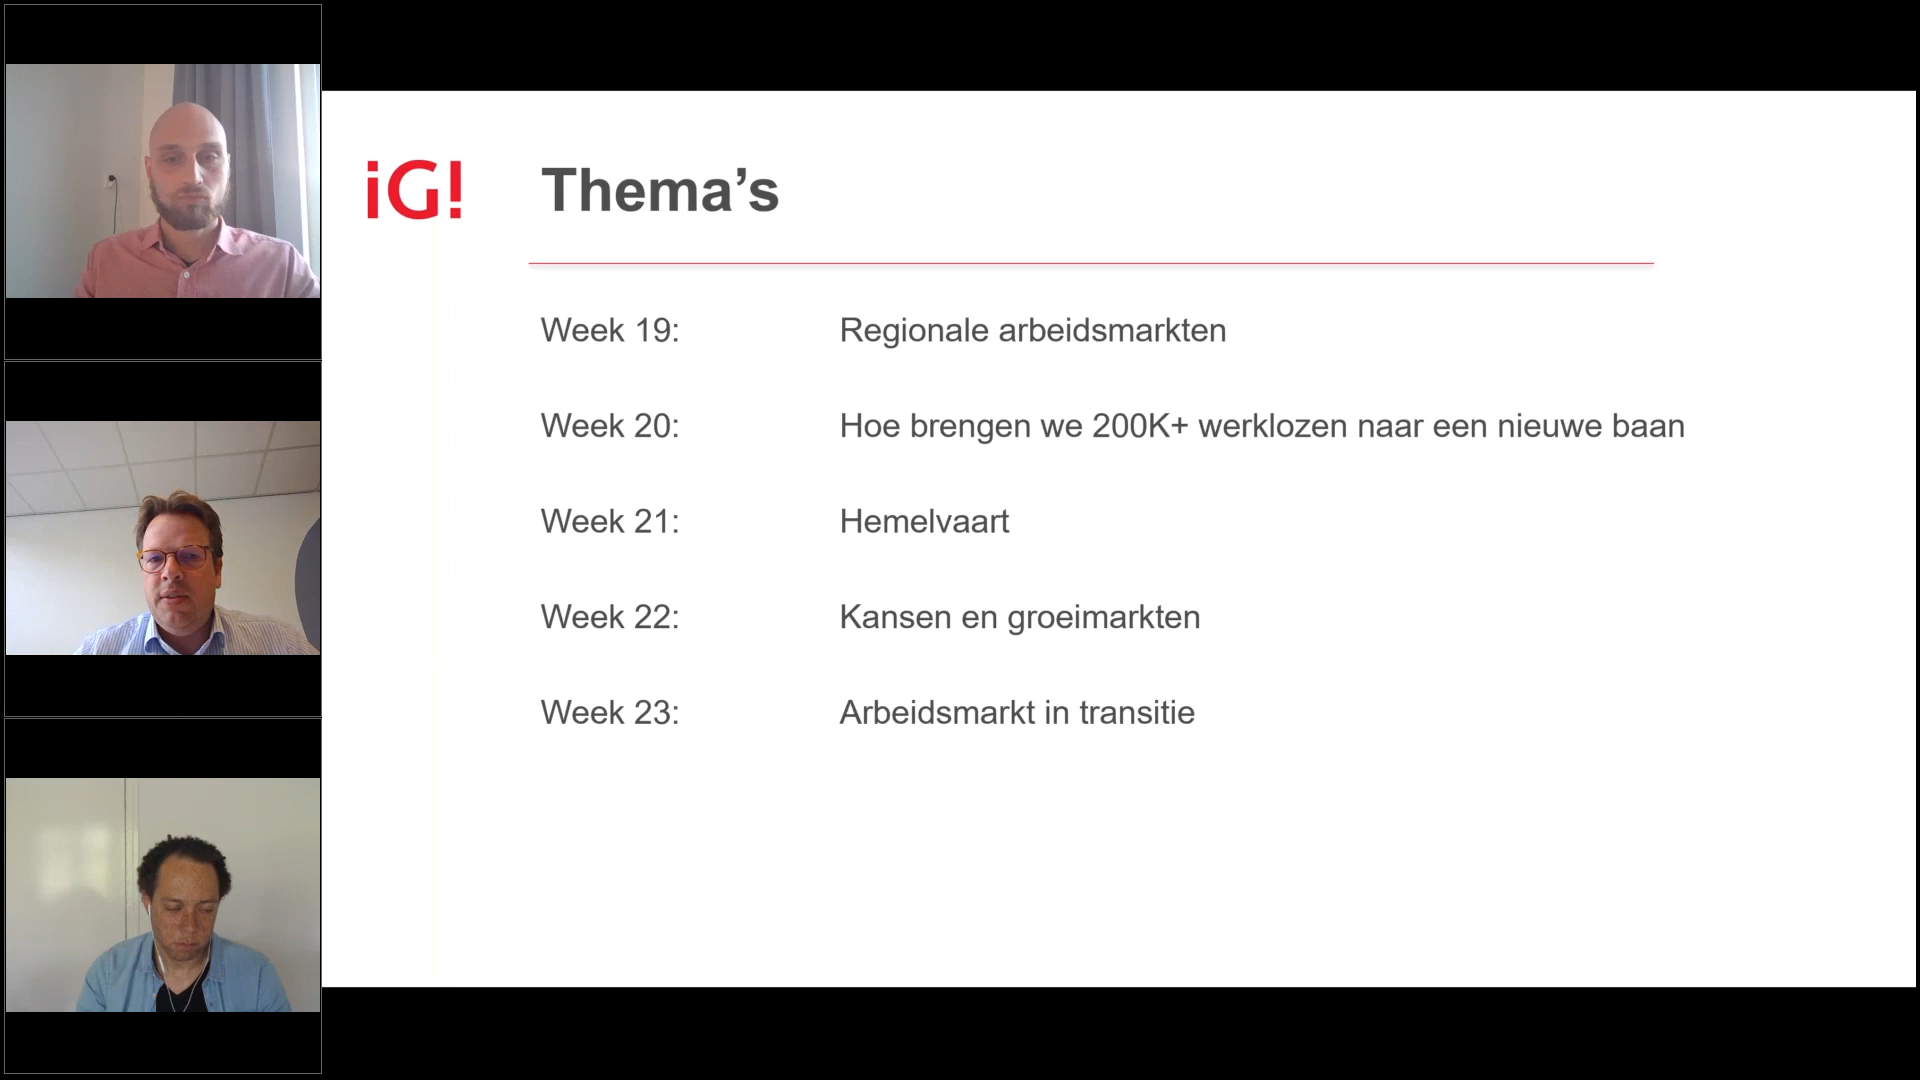 iG!
Thema’s
Week 19: Regionale arbeidsmarkten
Week 20: Hoe brengen we 200K+ werklozen naar een nieuwe baan
Week 21: Hemelvaart
Week 22: Kansen en groeimarkten
Week 23: Arbeidsmarkt in transitie